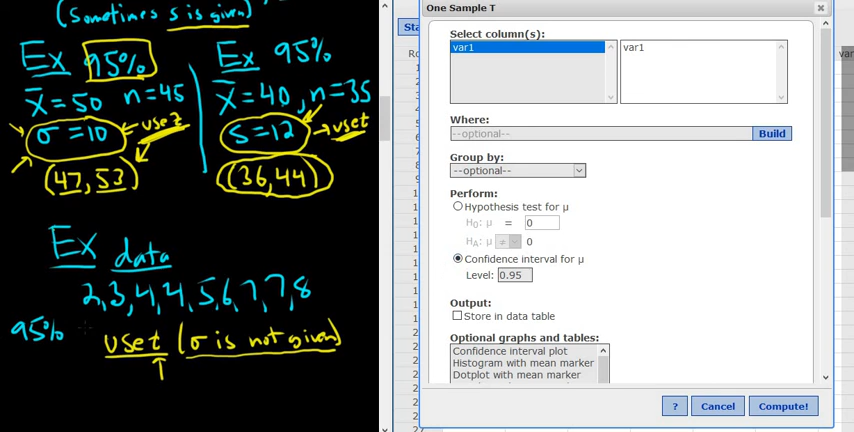 (Sometimes s is given)
Ex 95%
x̄ = 50 n=45
σ = 10 ← use z
(47, 53)
Ex 95%
x̄ = 40, n=35
s = 12 → use t
(36, 44)
Ex data
2, 3, 4, 4, 5, 6, 7, 7, 8
95%
use t (σ is not given)
Sta
Ro
One Sample T
Select column(s):
var1
var1
Where:
--optional--
Build
Group by:
--optional--
Perform:
Hypothesis test for μ
H0: μ = 0
HA: μ ≠ 0
Confidence interval for μ
Level: 0.95
Output:
Store in data table
Optional graphs and tables:
Confidence interval plot
Histogram with mean marker
Dotplot with mean marker
? Cancel Compute!
27
var